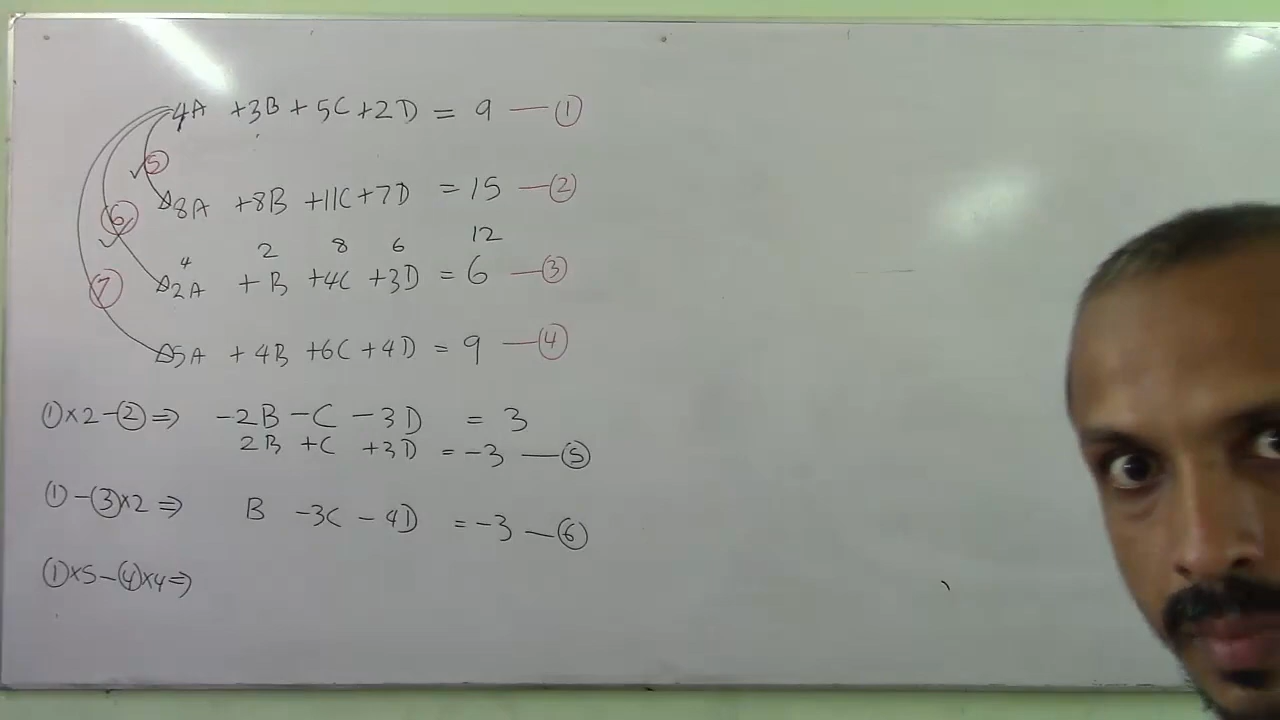 4A +3B + 5C +2D = 9 — ①
⑤
8A +8B +11C +7D = 15 — ②
⑥
4 2 8 6 12
2A + B +4C +3D = 6 — ③
⑦
5A + 4B +6C +4D = 9 — ④
①×2-②⇒ -2B -C -3D = 3
2B +C +3D = -3 — ⑤
①-③×2⇒ B -3C -4D = -3 — ⑥
①×5-④×4⇒